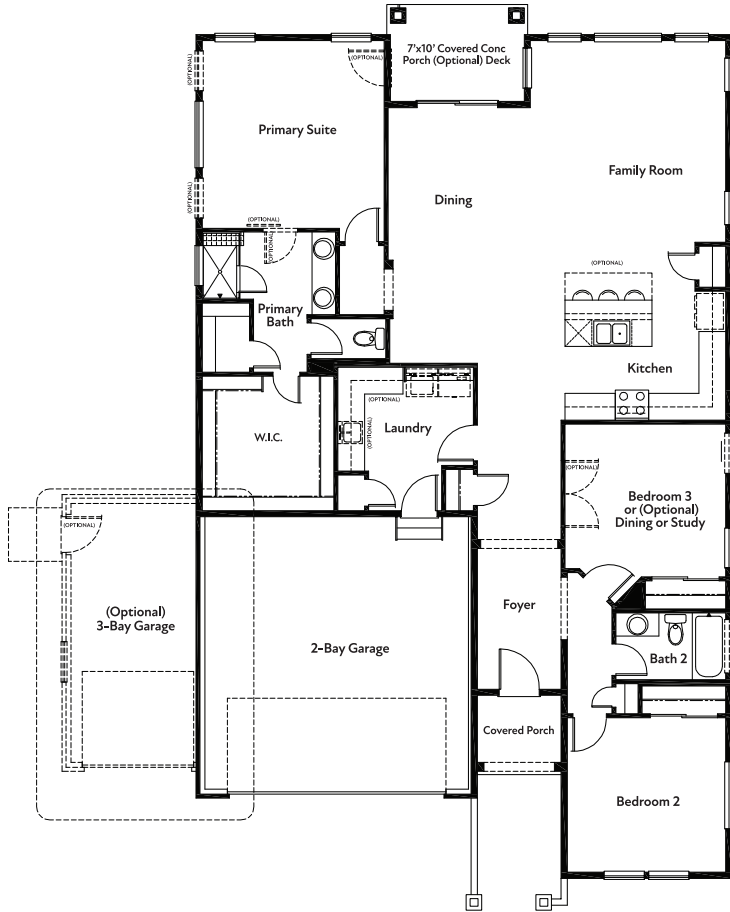 7'x10' Covered Conc
Porch (Optional) Deck
(OPTIONAL)
(OPTIONAL)
Primary Suite
Family Room
Dining
(OPTIONAL)
(OPTIONAL)
(OPTIONAL)
(OPTIONAL)
Primary
Bath
Kitchen
(OPTIONAL)
(OPTIONAL)
Laundry
W.I.C.
(OPTIONAL)
Bedroom 3
or (Optional)
Dining or Study
(OPTIONAL)
(Optional)
3-Bay Garage
Foyer
2-Bay Garage
Bath 2
Covered Porch
Bedroom 2